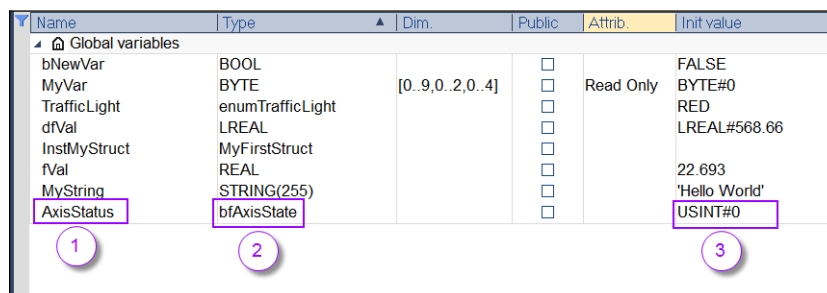 Name Type Dim. Public Attrib. Init value
Global variables
bNewVar BOOL FALSE
MyVar BYTE [0..9,0..2,0..4] Read Only BYTE#0
TrafficLight enumTrafficLight RED
dfVal LREAL LREAL#568.66
InstMyStruct MyFirstStruct
fVal REAL 22.693
MyString STRING(255) 'Hello World'
AxisStatus bfAxisState USINT#0
1 2 3